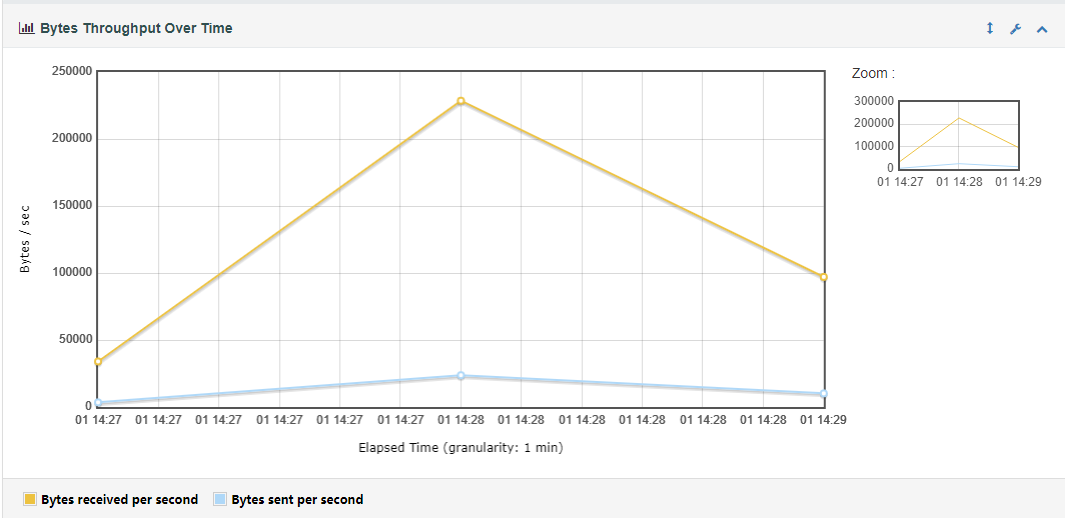 Bytes Throughput Over Time
Zoom :
250000
200000
150000
100000
50000
0
Bytes / sec
01 14:27 01 14:27 01 14:27 01 14:27 01 14:27 01 14:27 01 14:28 01 14:28 01 14:28 01 14:28 01 14:28 01 14:28 01 14:29
Elapsed Time (granularity: 1 min)
300000
200000
100000
0
01 14:27 01 14:28 01 14:29
Bytes received per second Bytes sent per second